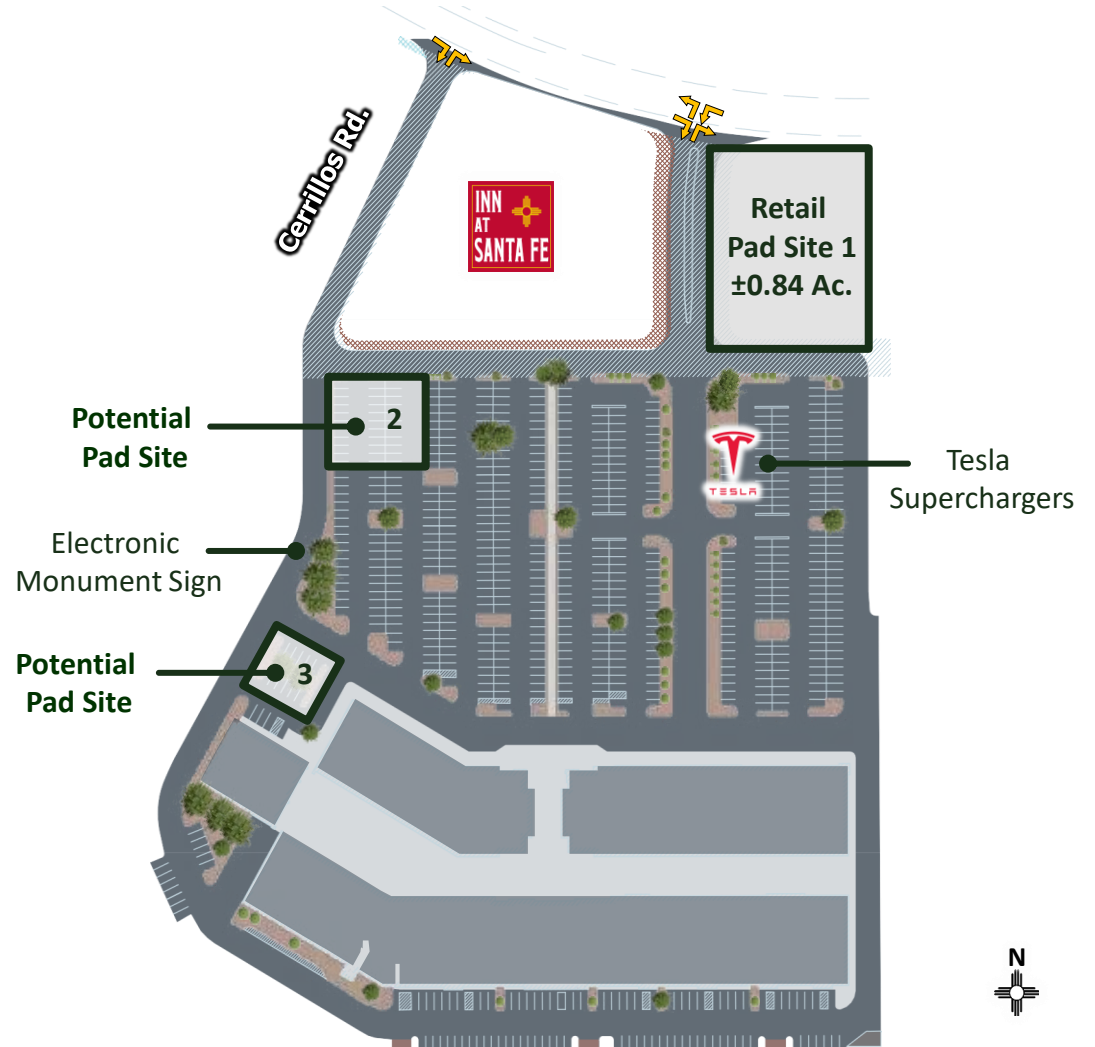 Cerrillos Rd.
INN
AT
SANTA FE
Retail
Pad Site 1
±0.84 Ac.
Potential
Pad Site
2
TESLA
Tesla
Superchargers
Electronic
Monument Sign
Potential
Pad Site
3
N